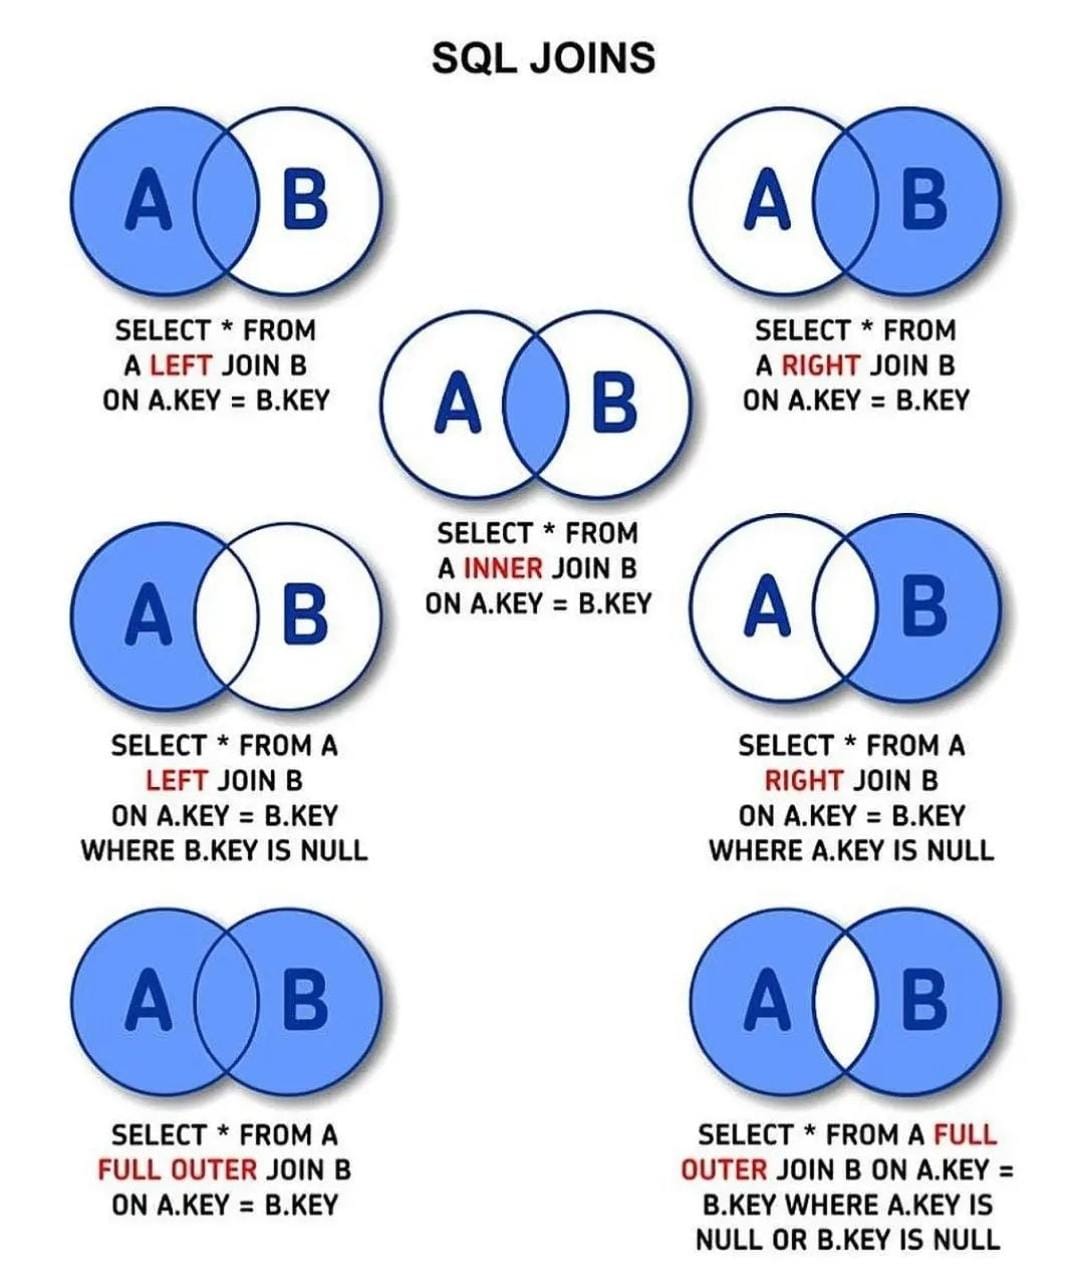 SQL JOINS
A B
SELECT * FROM
A LEFT JOIN B
ON A.KEY = B.KEY
A B
SELECT * FROM
A RIGHT JOIN B
ON A.KEY = B.KEY
A B
SELECT * FROM
A INNER JOIN B
ON A.KEY = B.KEY
A B
SELECT * FROM A
LEFT JOIN B
ON A.KEY = B.KEY
WHERE B.KEY IS NULL
A B
SELECT * FROM A
RIGHT JOIN B
ON A.KEY = B.KEY
WHERE A.KEY IS NULL
A B
SELECT * FROM A
FULL OUTER JOIN B
ON A.KEY = B.KEY
A B
SELECT * FROM A FULL
OUTER JOIN B ON A.KEY =
B.KEY WHERE A.KEY IS
NULL OR B.KEY IS NULL